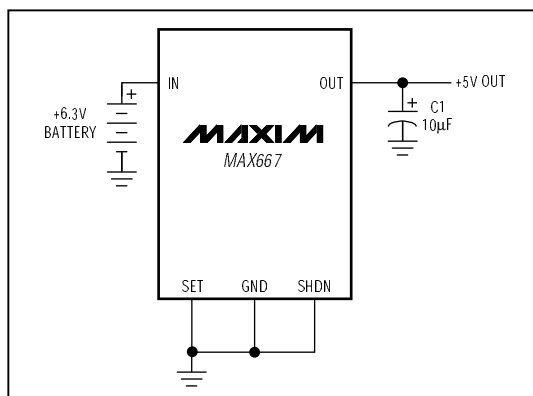 IN
OUT
+5V OUT
+
+6.3V
BATTERY
+
C1
10µF
MAXIM
MAX667
SET GND SHDN